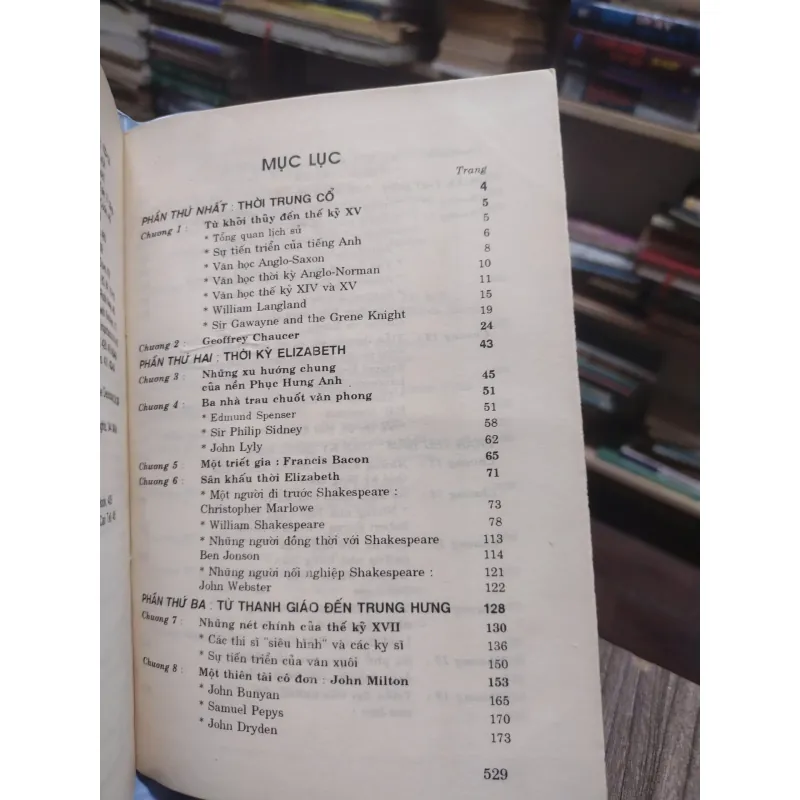 MỤC LỤC
Trang
PHẦN THỨ NHẤT : THỜI TRUNG CỔ 4
Chương 1 : Từ khởi thủy đến thế kỷ XV 5
* Tổng quan lịch sử 5
* Sự tiến triển của tiếng Anh 6
* Văn học Anglo-Saxon 8
* Văn học thời kỳ Anglo-Norman 10
* Văn học thế kỷ XIV và XV 11
* William Langland 15
* Sir Gawayne and the Grene Knight 19
Chương 2 : Geoffrey Chaucer 24
PHẦN THỨ HAI : THỜI KỲ ELIZABETH 43
Chương 3 : Những xu hướng chung
của nền Phục Hưng Anh 45
Chương 4 : Ba nhà trau chuốt văn phong 51
* Edmund Spenser 51
* Sir Philip Sidney 58
* John Lyly 62
Chương 5 : Một triết gia : Francis Bacon 65
Chương 6 : Sân khấu thời Elizabeth 71
* Một người đi trước Shakespeare :
Christopher Marlowe 73
* William Shakespeare 78
* Những người đồng thời với Shakespeare 113
Ben Jonson 114
* Những người nối nghiệp Shakespeare : 121
John Webster 122
PHẦN THỨ BA : TỪ THANH GIÁO ĐẾN TRUNG HƯNG 128
Chương 7 : Những nét chính của thế kỷ XVII 130
* Các thi sĩ "siêu hình" và các kỵ sĩ 136
* Sự tiến triển của văn xuôi 150
Chương 8 : Một thiên tài cô đơn : John Milton 153
* John Bunyan 165
* Samuel Pepys 170
* John Dryden 173
529